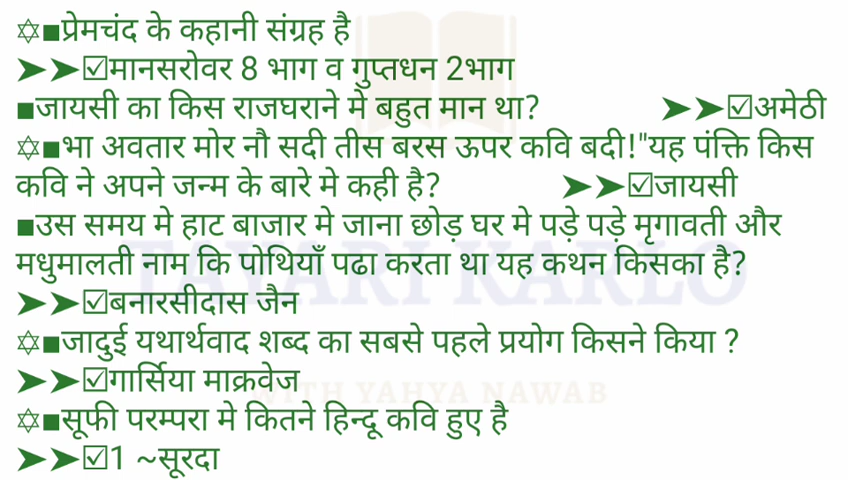 ✡■प्रेमचंद के कहानी संग्रह है
➤➤☑मानसरोवर 8 भाग व गुप्तधन 2भाग
■जायसी का किस राजघराने मे बहुत मान था? ➤➤☑अमेठी
✡■भा अवतार मोर नौ सदी तीस बरस ऊपर कवि बदी!"यह पंक्ति किस
कवि ने अपने जन्म के बारे मे कही है? ➤➤☑जायसी
■उस समय मे हाट बाजार मे जाना छोड़ घर मे पड़े पड़े मृगावती और
मधुमालती नाम कि पोथियाँ पढा करता था यह कथन किसका है?
➤➤☑बनारसीदास जैन
✡■जादुई यथार्थवाद शब्द का सबसे पहले प्रयोग किसने किया ?
➤➤☑गार्सिया माक्रवेज
✡■सूफी परम्परा मे कितने हिन्दू कवि हुए है
➤➤☑1 ~सूरदा
TAYARI KARLO
WITH YAHYA NAWAB